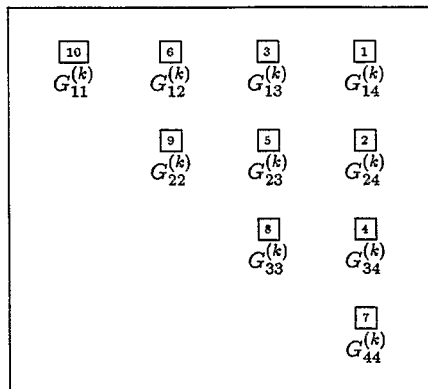 10 6 3 1
G_{11}^{(k)} G_{12}^{(k)} G_{13}^{(k)} G_{14}^{(k)}
9 5 2
G_{22}^{(k)} G_{23}^{(k)} G_{24}^{(k)}
8 4
G_{33}^{(k)} G_{34}^{(k)}
7
G_{44}^{(k)}